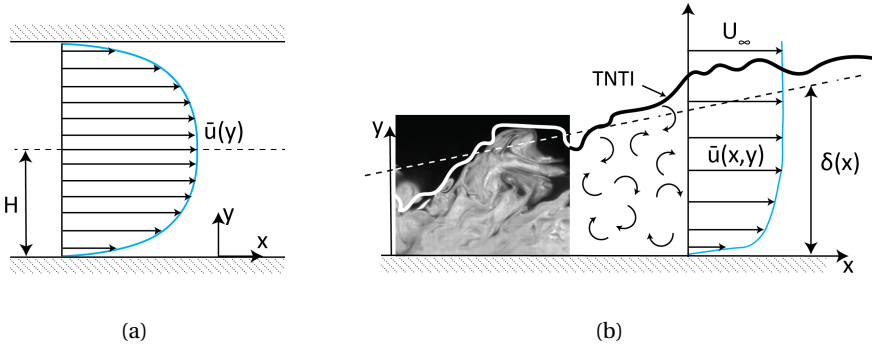 ū(y)
H
y
x
(a)
U∞
TNTI
y
ū(x,y)
δ(x)
x
(b)